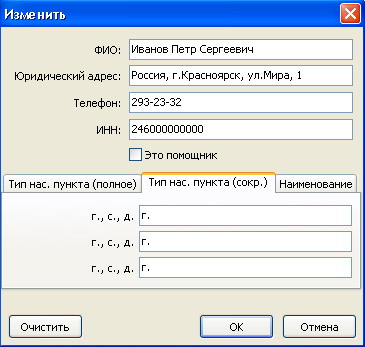 Изменить
ФИО: Иванов Петр Сергеевич
Юридический адрес: Россия, г.Красноярск, ул.Мира, 1
Телефон: 293-23-32
ИНН: 246000000000
Это помощник
Тип нас. пункта (полное) Тип нас. пункта (сокр.) Наименование
г., с., д. г.
г., с., д. г.
г., с., д. г.
Очистить OK Отмена